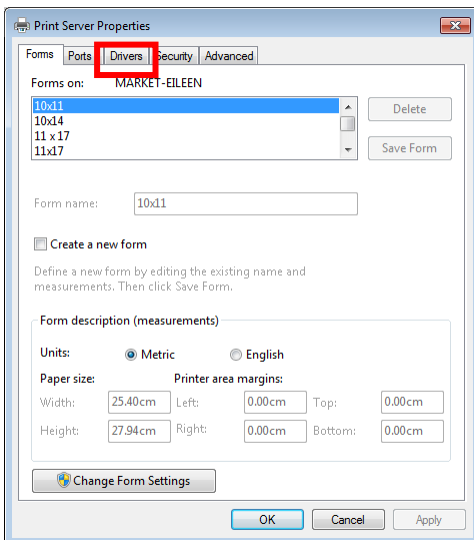 Print Server Properties
Forms Ports Drivers Security Advanced
Forms on: MARKET-EILEEN
10x11
10x14
11 x 17
11x17
Delete
Save Form
Form name: 10x11
Create a new form
Define a new form by editing the existing name and
measurements. Then click Save Form.
Form description (measurements)
Units: Metric English
Paper size: Printer area margins:
Width: 25.40cm Left: 0.00cm Top: 0.00cm
Height: 27.94cm Right: 0.00cm Bottom: 0.00cm
Change Form Settings
OK Cancel Apply